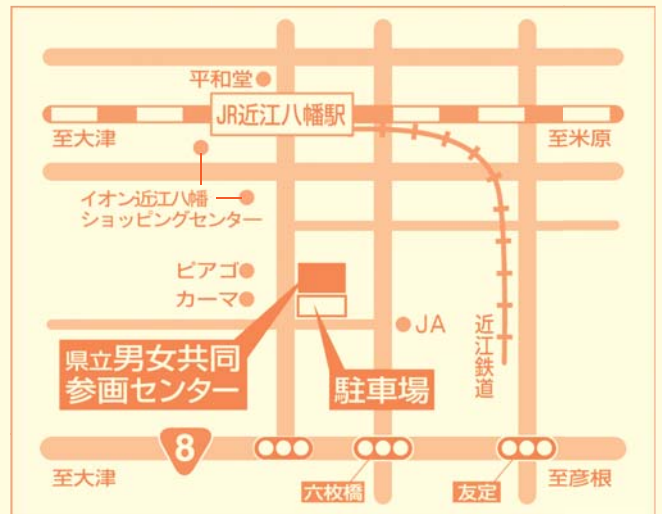 平和堂
JR近江八幡駅
至大津
至米原
イオン近江八幡
ショッピングセンター
ピアゴ
カーマ
JA
近江鉄道
県立男女共同
参画センター
駐車場
8
至大津
六枚橋
友定
至彦根